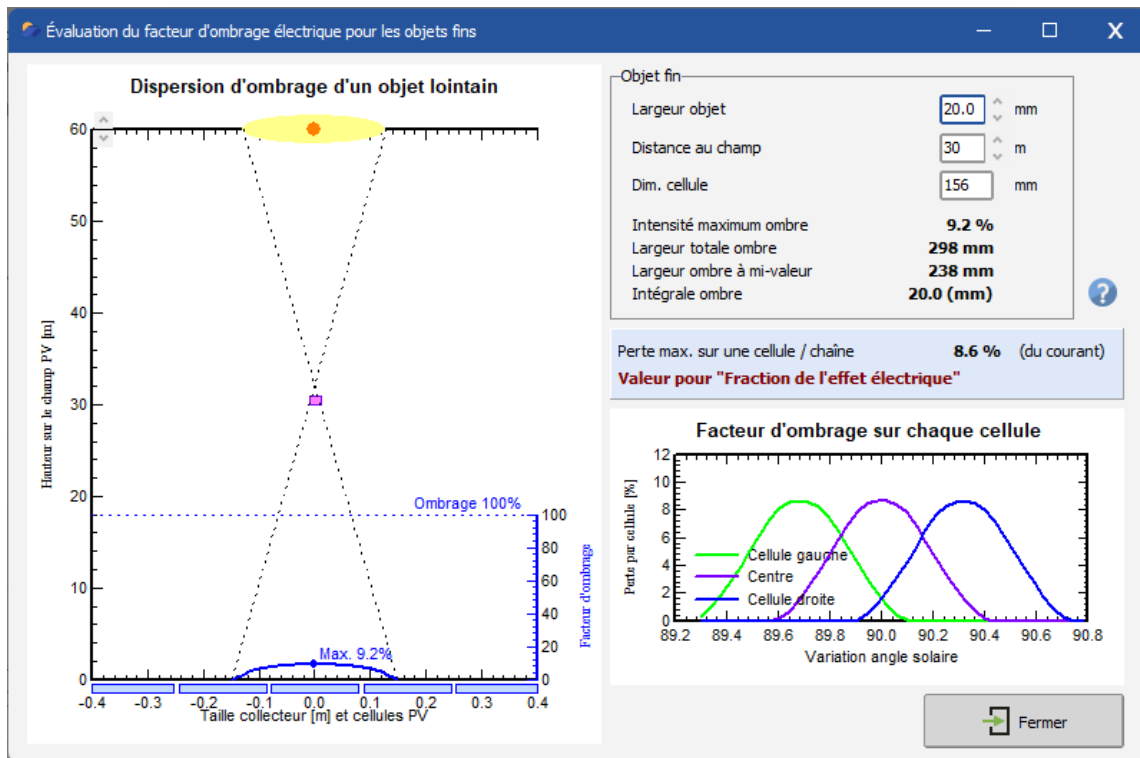 Évaluation du facteur d'ombrage électrique pour les objets fins
Dispersion d'ombrage d'un objet lointain
60
50
40
30
20
10
0
Hauteur sur le champ PV [m]
Ombrage 100%
100
80
60
40
20
0
Facteur d'ombrage
Max. 9.2%
-0.4 -0.3 -0.2 -0.1 0.0 0.1 0.2 0.3 0.4
Taille collecteur [m] et cellules PV
Objet fin
Largeur objet 20.0 mm
Distance au champ 30 m
Dim. cellule 156 mm
Intensité maximum ombre 9.2 %
Largeur totale ombre 298 mm
Largeur ombre à mi-valeur 238 mm
Intégrale ombre 20.0 (mm)
?
Perte max. sur une cellule / chaîne 8.6 % (du courant)
Valeur pour "Fraction de l'effet électrique"
Facteur d'ombrage sur chaque cellule
12
10
8
6
4
2
0
Perte par cellule [%]
Cellule gauche
Centre
Cellule droite
89.2 89.4 89.6 89.8 90.0 90.2 90.4 90.6 90.8
Variation angle solaire
Fermer